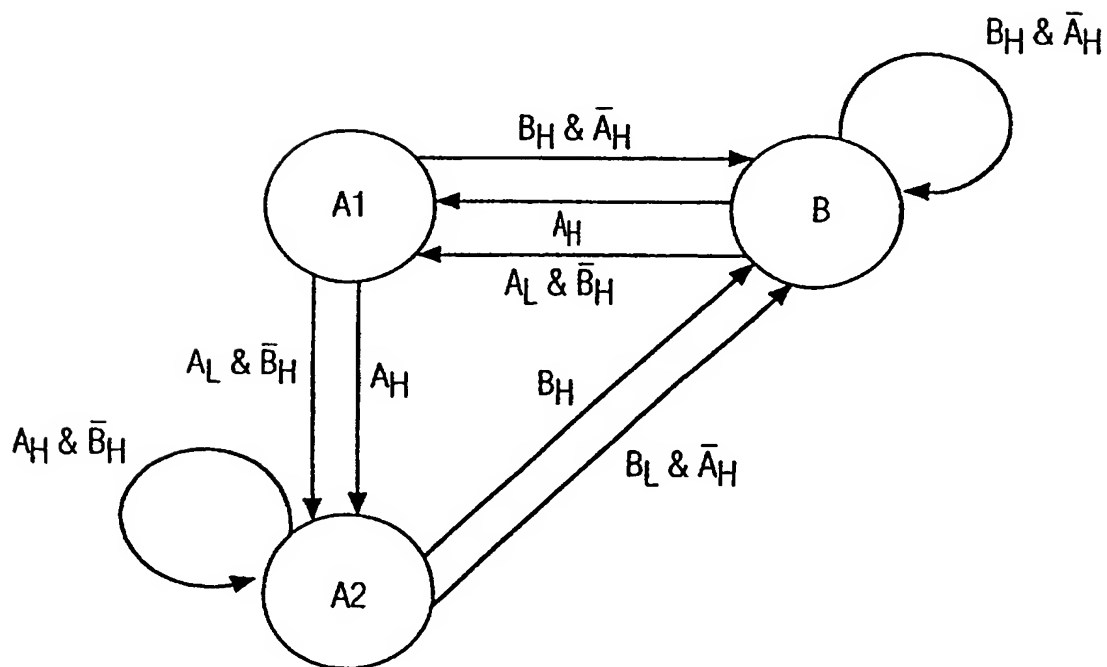 B_H & Ā_H
B_H & Ā_H
A1
B
A_H
A_L & B̄_H
A_L & B̄_H
A_H
B_H
A_H & B̄_H
B_L & Ā_H
A2